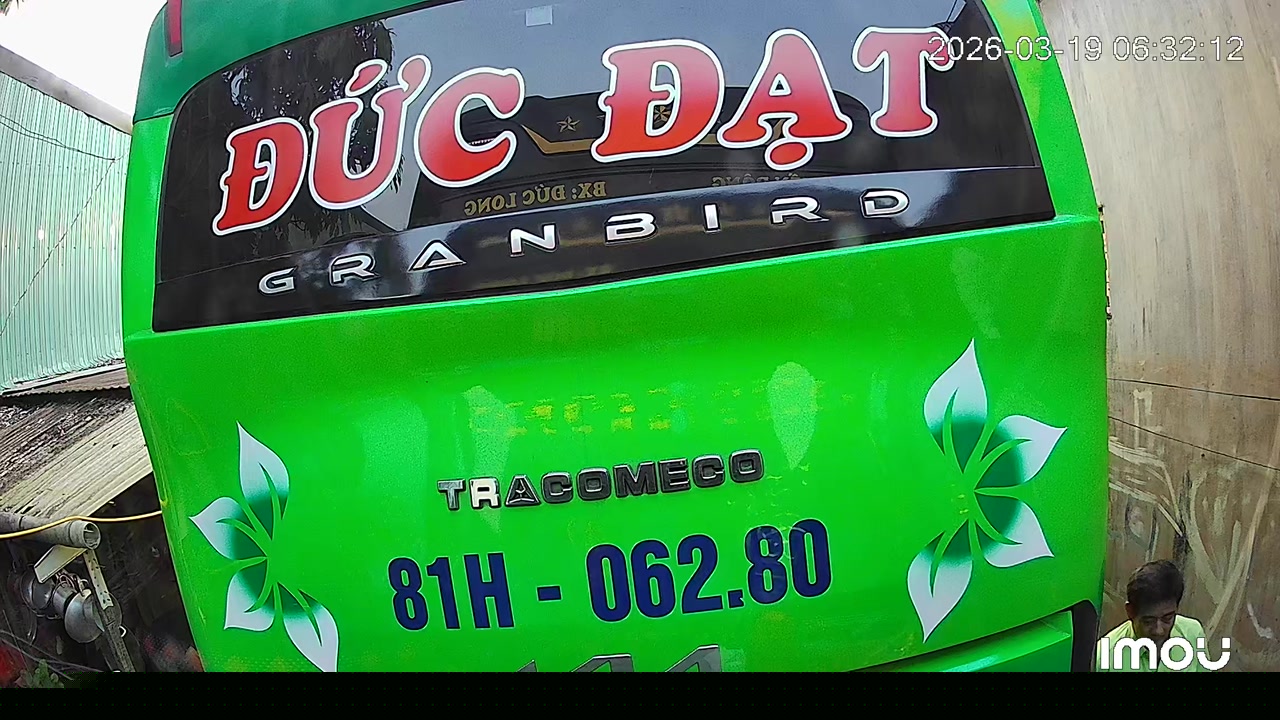 2026-03-19 06:32:12
ĐỨC ĐẠT
BX: ĐỨC LONG
GRANBIRD
TRACOMECO
81H - 062.80
imou